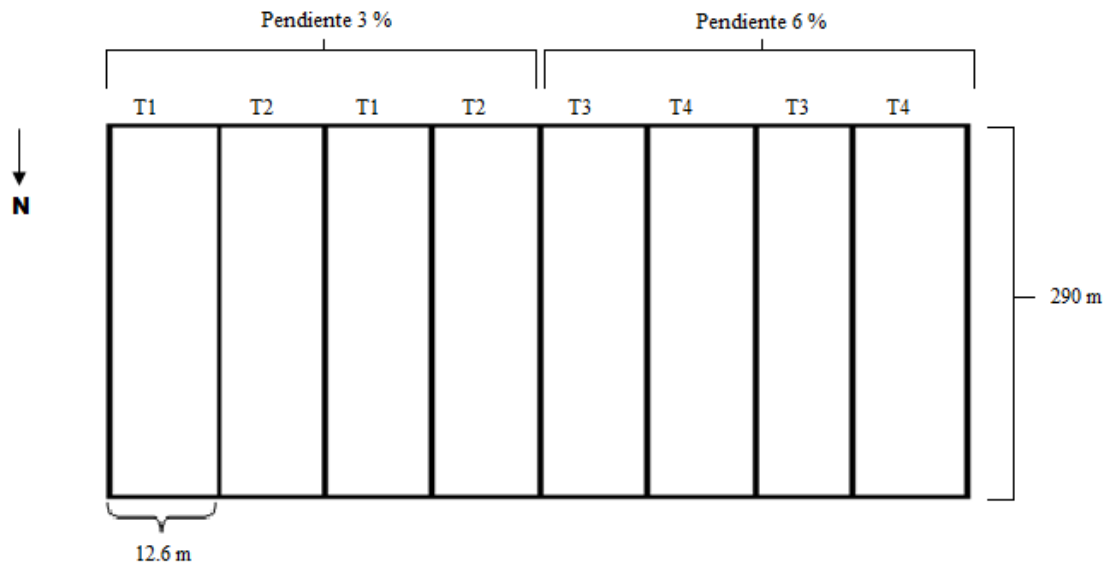 Pendiente 3 % Pendiente 6 %
T1 T2 T1 T2 T3 T4 T3 T4
N
290 m
12.6 m